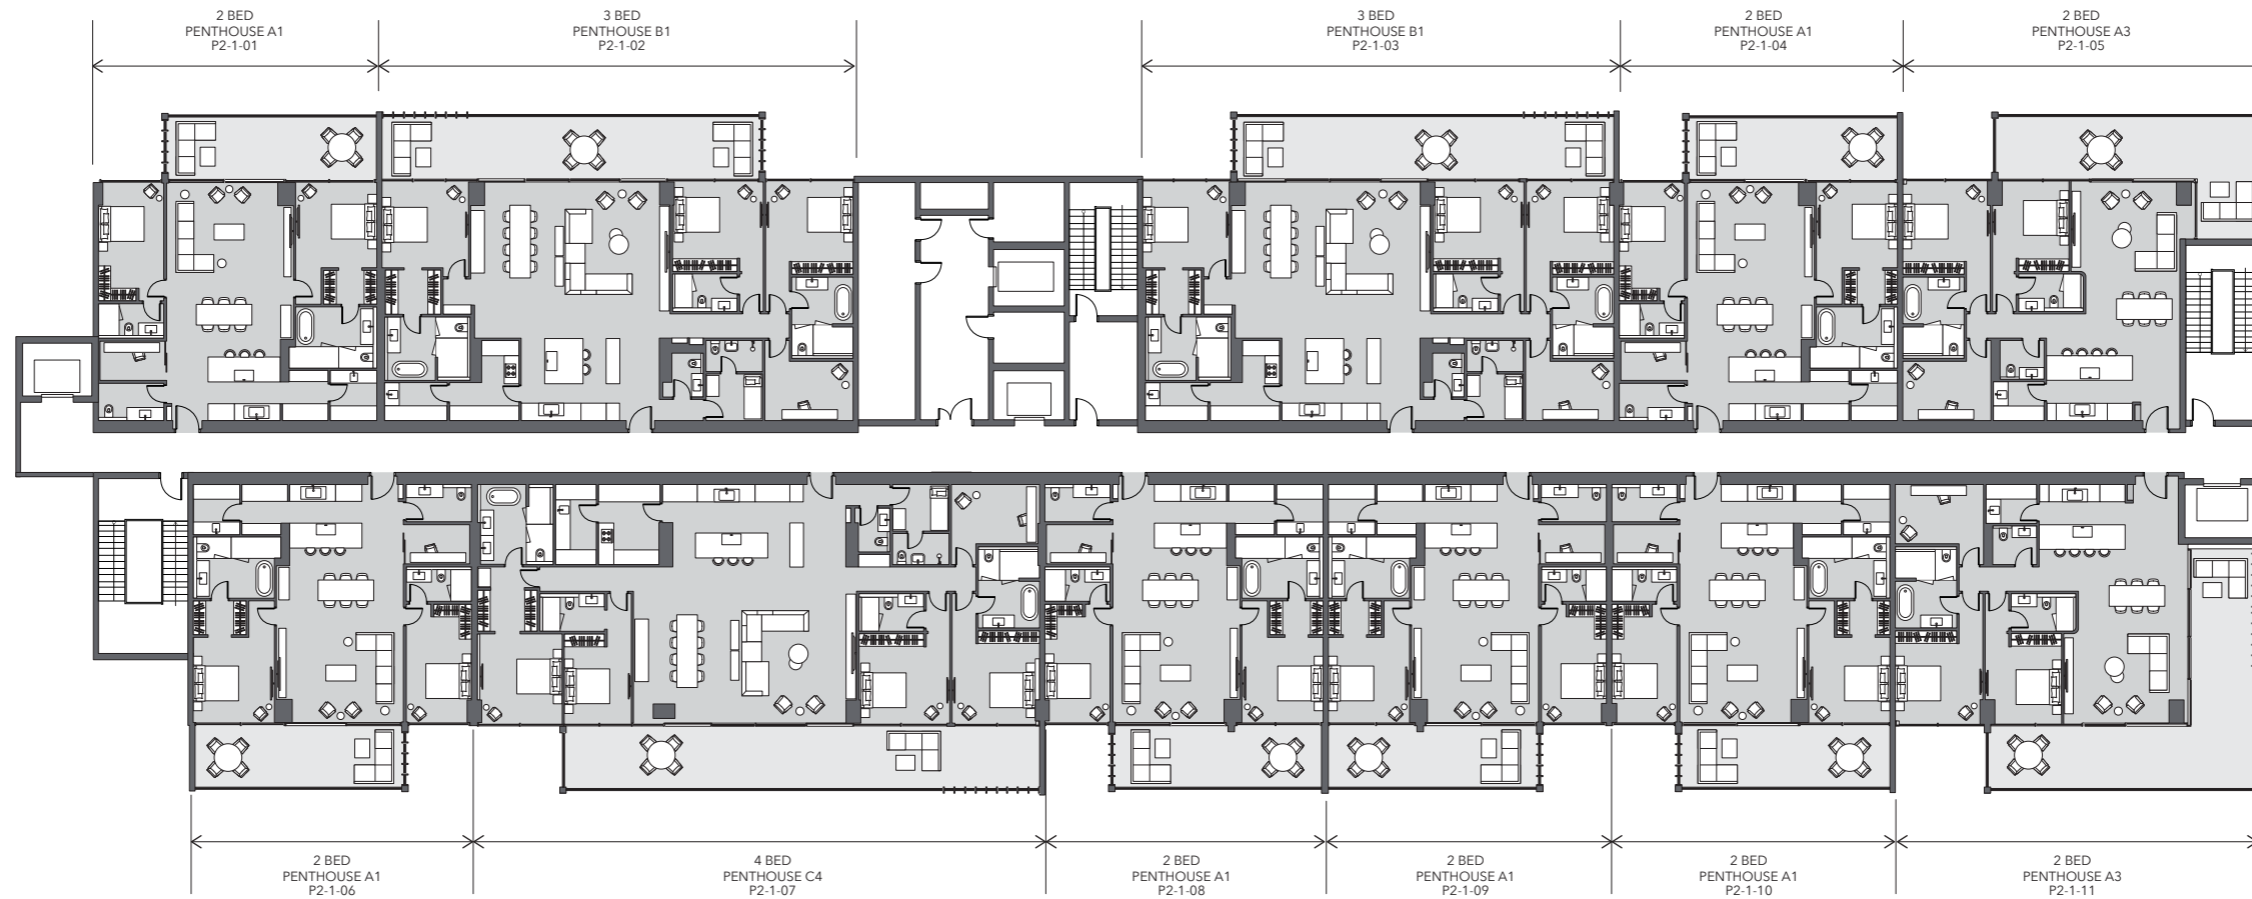 2 BED
PENTHOUSE A1
P2-1-01
3 BED
PENTHOUSE B1
P2-1-02
3 BED
PENTHOUSE B1
P2-1-03
2 BED
PENTHOUSE A1
P2-1-04
2 BED
PENTHOUSE A3
P2-1-05
2 BED
PENTHOUSE A1
P2-1-06
4 BED
PENTHOUSE C4
P2-1-07
2 BED
PENTHOUSE A1
P2-1-08
2 BED
PENTHOUSE A1
P2-1-09
2 BED
PENTHOUSE A1
P2-1-10
2 BED
PENTHOUSE A3
P2-1-11